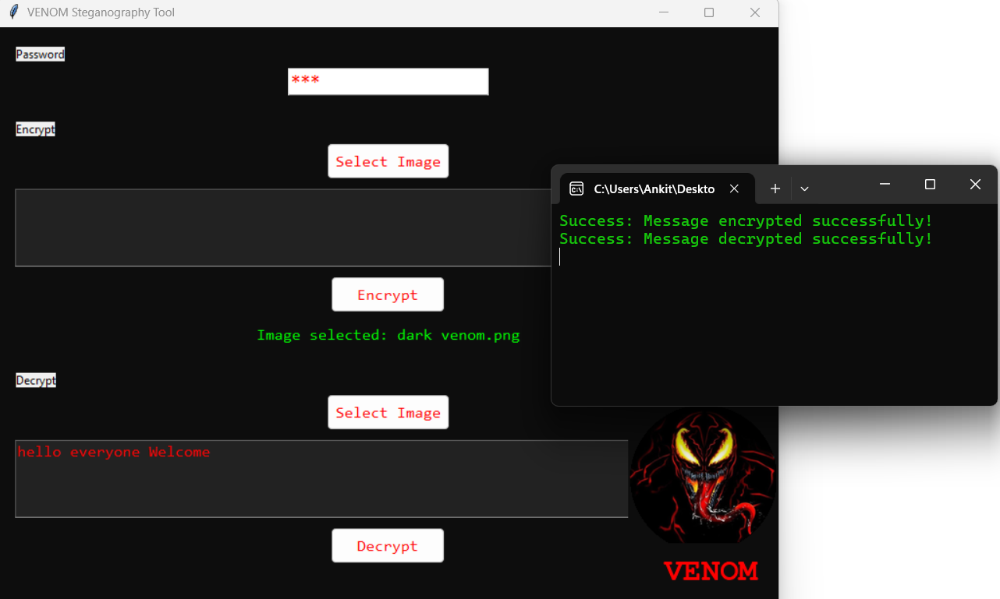 VENOM Steganography Tool
Password
***
Encrypt
Select Image
Encrypt
Image selected: dark venom.png
Decrypt
Select Image
hello everyone Welcome
Decrypt
VENOM
C:\Users\Ankit\Deskto
Success: Message encrypted successfully!
Success: Message decrypted successfully!